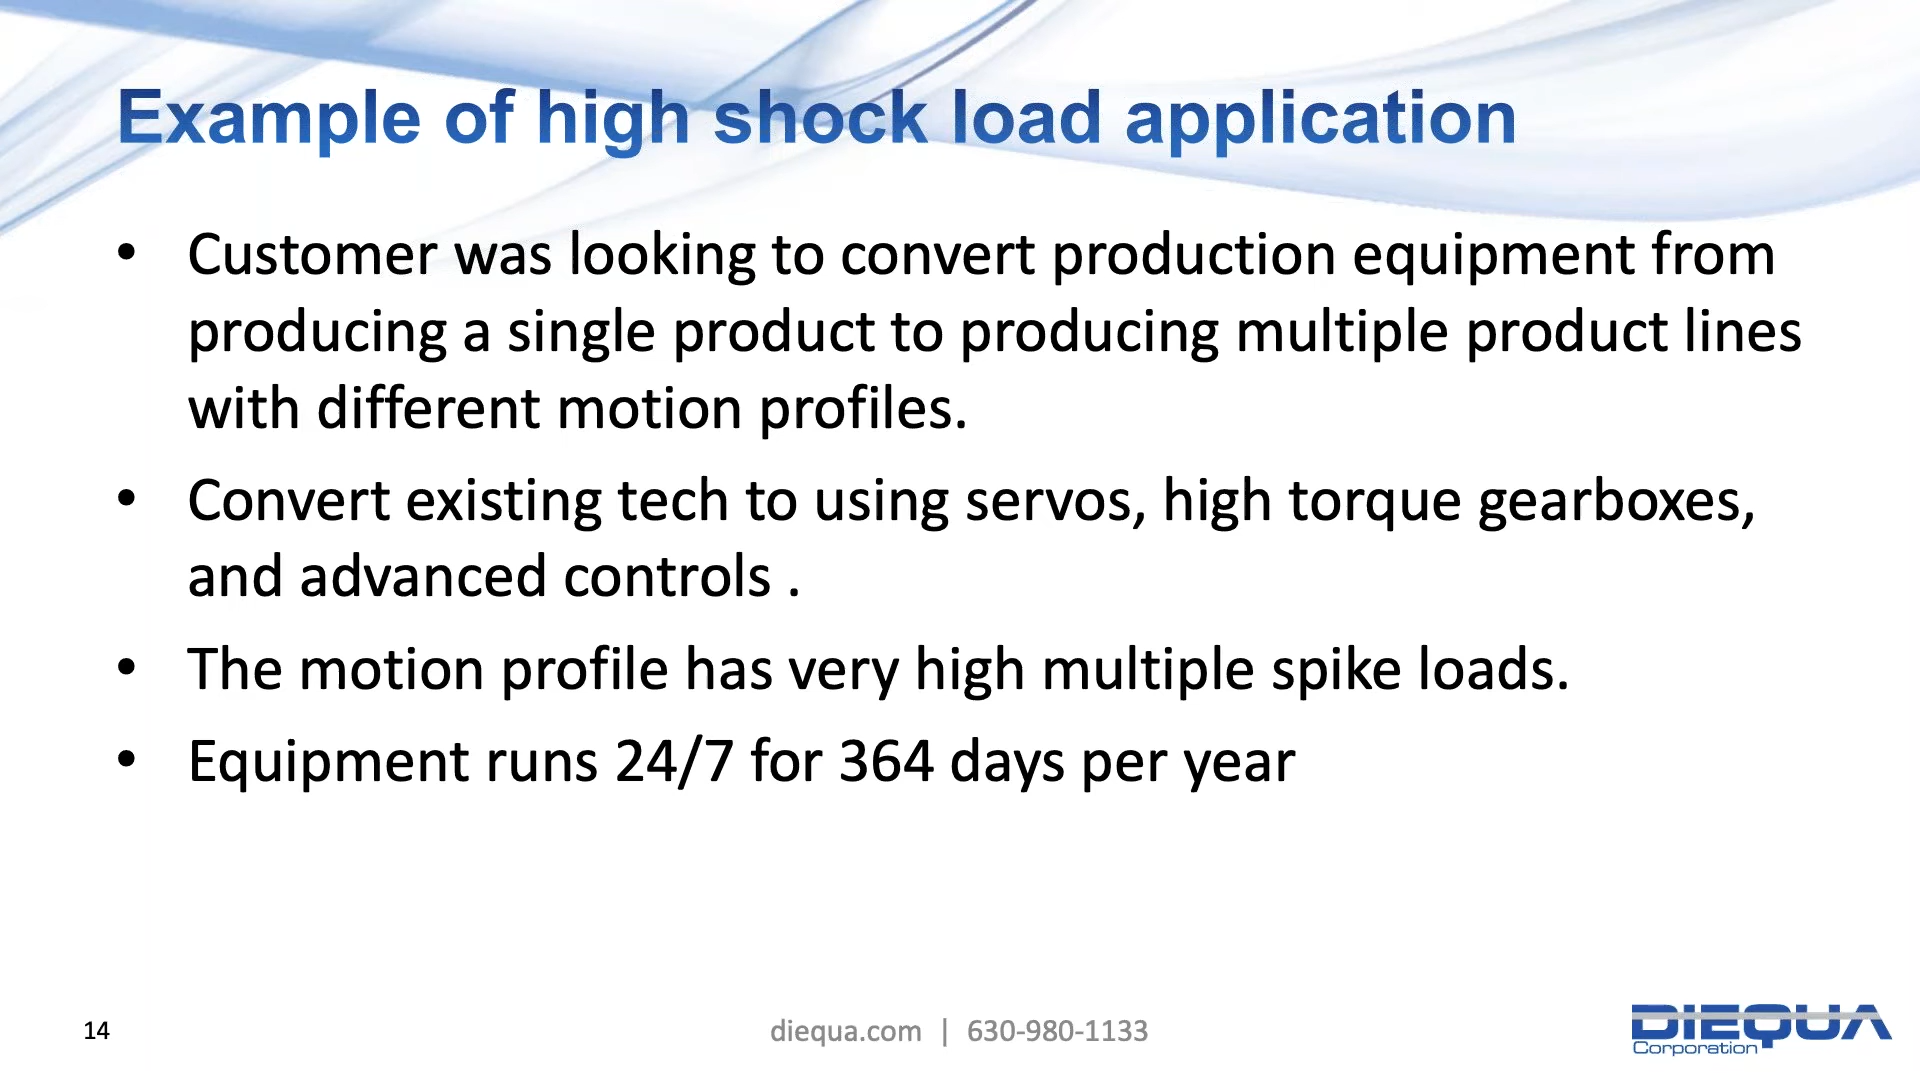 Example of high shock load application
• Customer was looking to convert production equipment from
producing a single product to producing multiple product lines
with different motion profiles.
• Convert existing tech to using servos, high torque gearboxes,
and advanced controls .
• The motion profile has very high multiple spike loads.
• Equipment runs 24/7 for 364 days per year
14
diequa.com | 630-980-1133
DIEQUA
Corporation